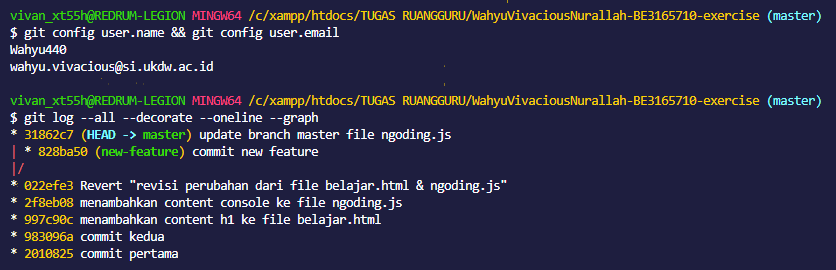 vivan_xt55h@REDRUM-LEGION MINGW64 /c/xampp/htdocs/TUGAS RUANGGURU/WahyuVivaciousNurallah-BE3165710-exercise (master)
$ git config user.name && git config user.email
Wahyu440
wahyu.vivacious@si.ukdw.ac.id
vivan_xt55h@REDRUM-LEGION MINGW64 /c/xampp/htdocs/TUGAS RUANGGURU/WahyuVivaciousNurallah-BE3165710-exercise (master)
$ git log --all --decorate --oneline --graph
* 31862c7 (HEAD -> master) update branch master file ngoding.js
| * 828ba50 (new-feature) commit new feature
|/
* 022efe3 Revert "revisi perubahan dari file belajar.html & ngoding.js"
* 2f8eb08 menambahkan content console ke file ngoding.js
* 997c90c menambahkan content h1 ke file belajar.html
* 983096a commit kedua
* 2010825 commit pertama